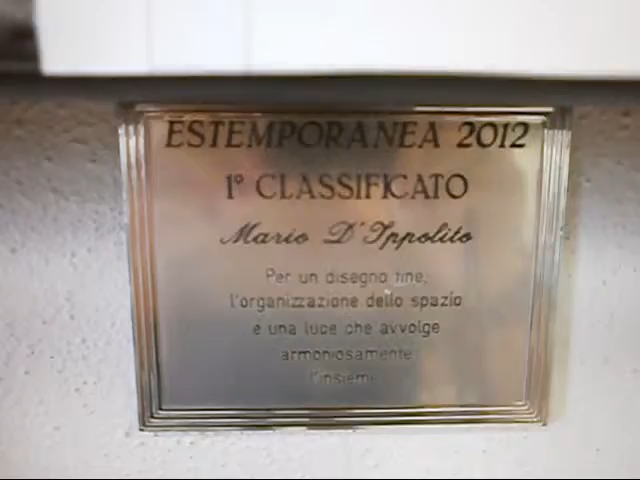 ESTEMPORANEA 2012
1° CLASSIFICATO
Mario D'Ippolito
Per un disegno fine,
l'organizzazione dello spazio
e una luce che avvolge
armoniosamente
l'insieme